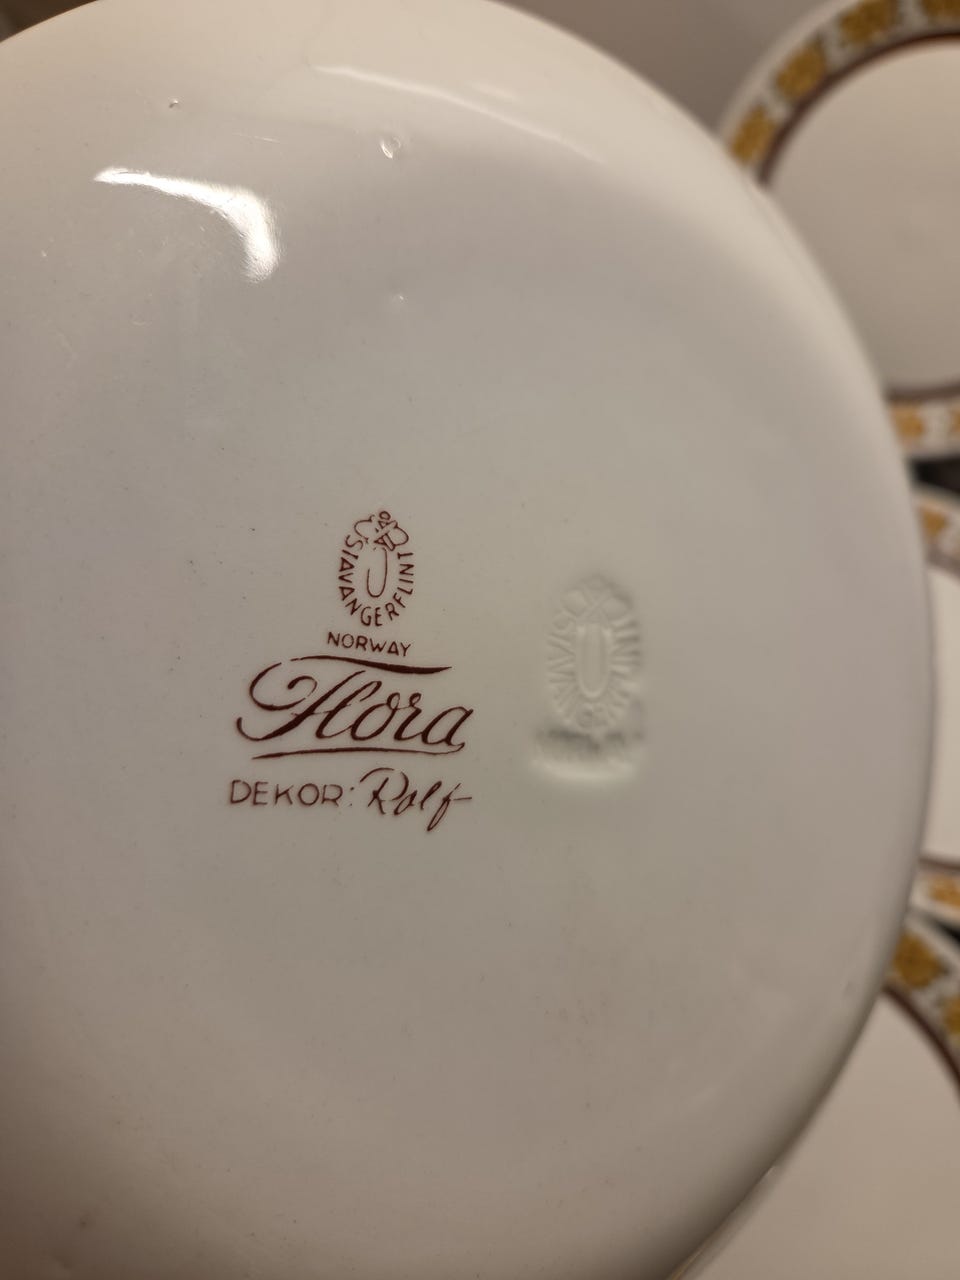 STAVANGERFLINT
NORWAY
Flora
DEKOR: Rolf